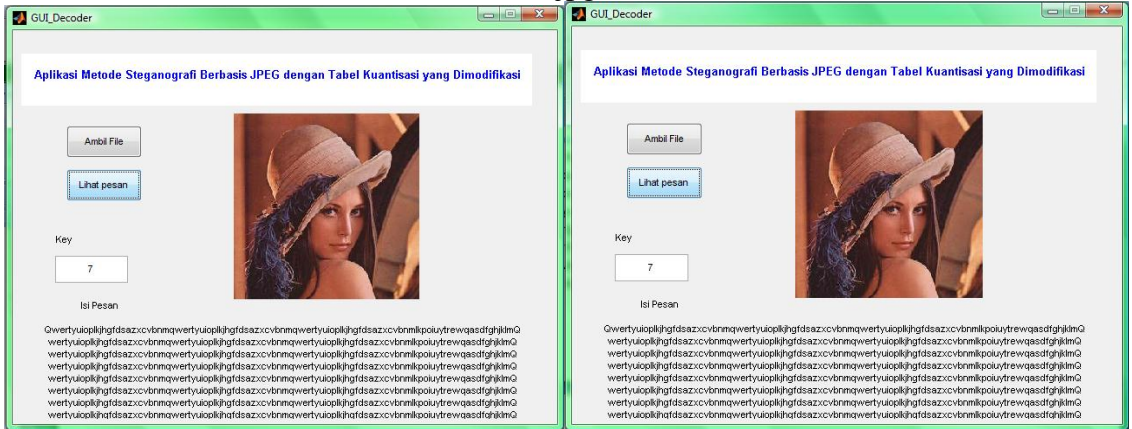 GUI_Decoder
Aplikasi Metode Steganografi Berbasis JPEG dengan Tabel Kuantisasi yang Dimodifikasi
Ambil File
Lihat pesan
Key
7
Isi Pesan
QwertyuioplkjhgfdsazxcvbnmqwertyuioplkjhgfdsazxcvbnmqwertyuioplkjhgfdsazxcvbnmlkpoiuytrewqasdfghjklmQ
wertyuioplkjhgfdsazxcvbnmqwertyuioplkjhgfdsazxcvbnmqwertyuioplkjhgfdsazxcvbnmlkpoiuytrewqasdfghjklmQ
wertyuioplkjhgfdsazxcvbnmqwertyuioplkjhgfdsazxcvbnmqwertyuioplkjhgfdsazxcvbnmlkpoiuytrewqasdfghjklmQ
wertyuioplkjhgfdsazxcvbnmqwertyuioplkjhgfdsazxcvbnmqwertyuioplkjhgfdsazxcvbnmlkpoiuytrewqasdfghjklmQ
wertyuioplkjhgfdsazxcvbnmqwertyuioplkjhgfdsazxcvbnmqwertyuioplkjhgfdsazxcvbnmlkpoiuytrewqasdfghjklmQ
wertyuioplkjhgfdsazxcvbnmqwertyuioplkjhgfdsazxcvbnmqwertyuioplkjhgfdsazxcvbnmlkpoiuytrewqasdfghjklmQ
wertyuioplkjhgfdsazxcvbnmqwertyuioplkjhgfdsazxcvbnmqwertyuioplkjhgfdsazxcvbnmlkpoiuytrewqasdfghjklmQ
wertyuioplkjhgfdsazxcvbnmqwertyuioplkjhgfdsazxcvbnmqwertyuioplkjhgfdsazxcvbnmlkpoiuytrewqasdfghjklmQ
GUI_Decoder
Aplikasi Metode Steganografi Berbasis JPEG dengan Tabel Kuantisasi yang Dimodifikasi
Ambil File
Lihat pesan
Key
7
Isi Pesan
QwertyuioplkjhgfdsazxcvbnmqwertyuioplkjhgfdsazxcvbnmqwertyuioplkjhgfdsazxcvbnmlkpoiuytrewqasdfghjklmQ
wertyuioplkjhgfdsazxcvbnmqwertyuioplkjhgfdsazxcvbnmqwertyuioplkjhgfdsazxcvbnmlkpoiuytrewqasdfghjklmQ
wertyuioplkjhgfdsazxcvbnmqwertyuioplkjhgfdsazxcvbnmqwertyuioplkjhgfdsazxcvbnmlkpoiuytrewqasdfghjklmQ
wertyuioplkjhgfdsazxcvbnmqwertyuioplkjhgfdsazxcvbnmqwertyuioplkjhgfdsazxcvbnmlkpoiuytrewqasdfghjklmQ
wertyuioplkjhgfdsazxcvbnmqwertyuioplkjhgfdsazxcvbnmqwertyuioplkjhgfdsazxcvbnmlkpoiuytrewqasdfghjklmQ
wertyuioplkjhgfdsazxcvbnmqwertyuioplkjhgfdsazxcvbnmqwertyuioplkjhgfdsazxcvbnmlkpoiuytrewqasdfghjklmQ
wertyuioplkjhgfdsazxcvbnmqwertyuioplkjhgfdsazxcvbnmqwertyuioplkjhgfdsazxcvbnmlkpoiuytrewqasdfghjklmQ
wertyuioplkjhgfdsazxcvbnmqwertyuioplkjhgfdsazxcvbnmqwertyuioplkjhgfdsazxcvbnmlkpoiuytrewqasdfghjklmQ